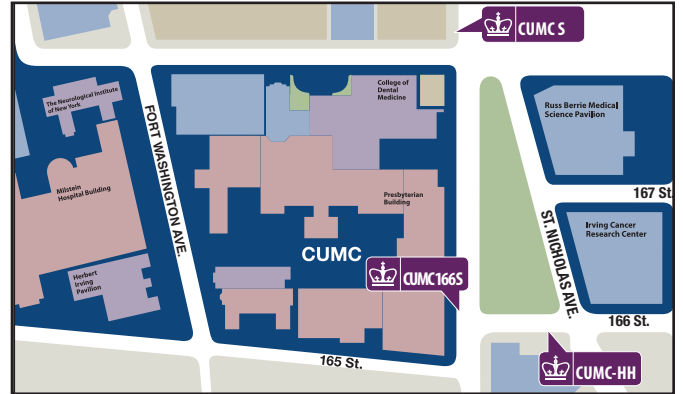 CUMC S
The Neurological Institute
of New York
College of
Dental
Medicine
Russ Berrie Medical
Science Pavilion
FORT WASHINGTON AVE.
Milstein
Hospital Building
Presbyterian
Building
167 St.
ST. NICHOLAS AVE.
Irving Cancer
Research Center
CUMC
Herbert
Irving
Pavilion
CUMC166S
166 St.
165 St.
CUMC-HH